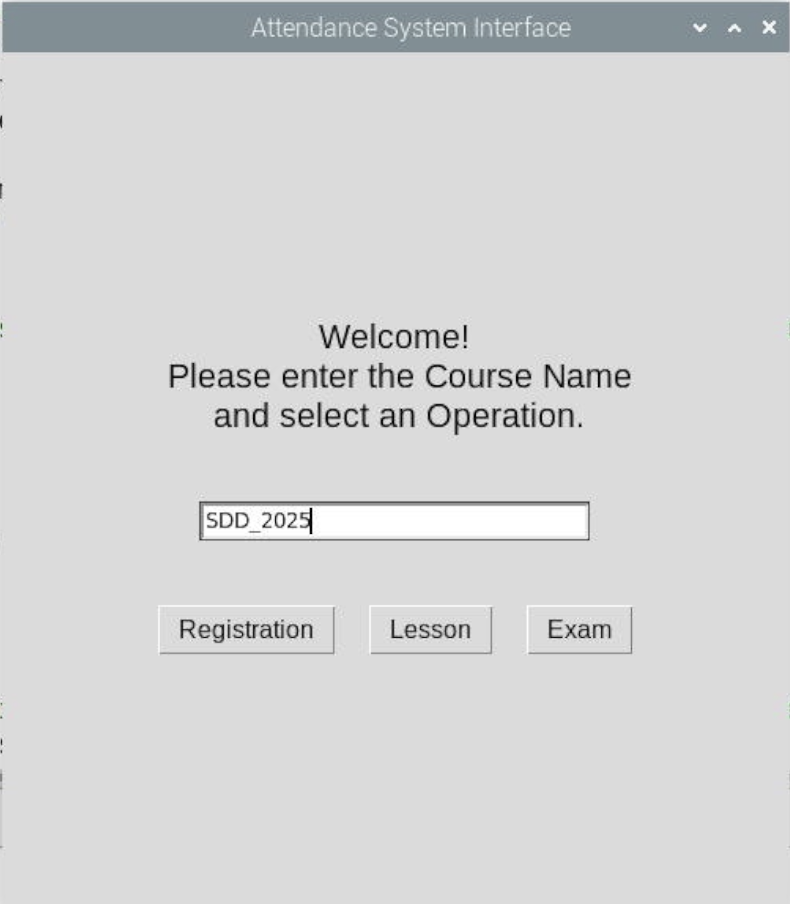 Attendance System Interface
Welcome!
Please enter the Course Name
and select an Operation.
SDD_2025
Registration Lesson Exam